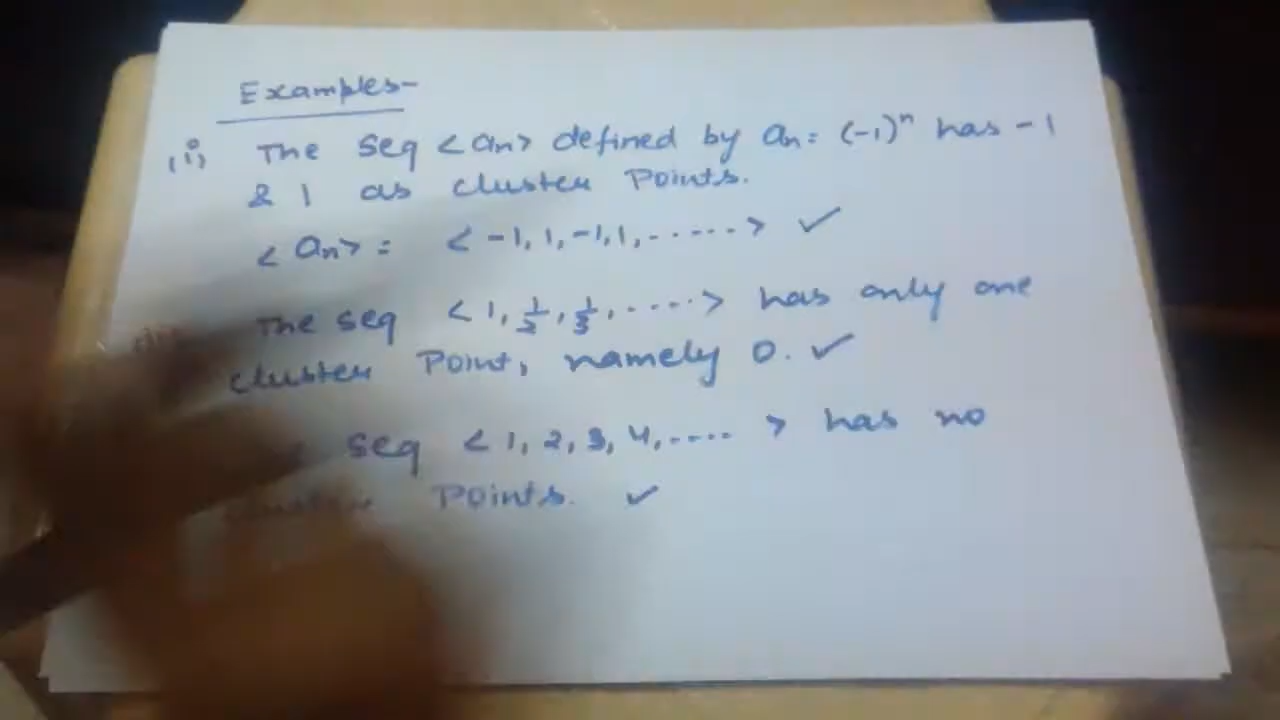 Examples-
(i) The Seq <an> defined by an = (-1)ⁿ has -1
& 1 as cluster Points.
<an> = <-1, 1, -1, 1, ......> ✓
The Seq <1, 1/2, 1/3, .....> has only one
cluster Point, namely 0. ✓
Seq <1, 2, 3, 4, ..... > has no
cluster Points. ✓